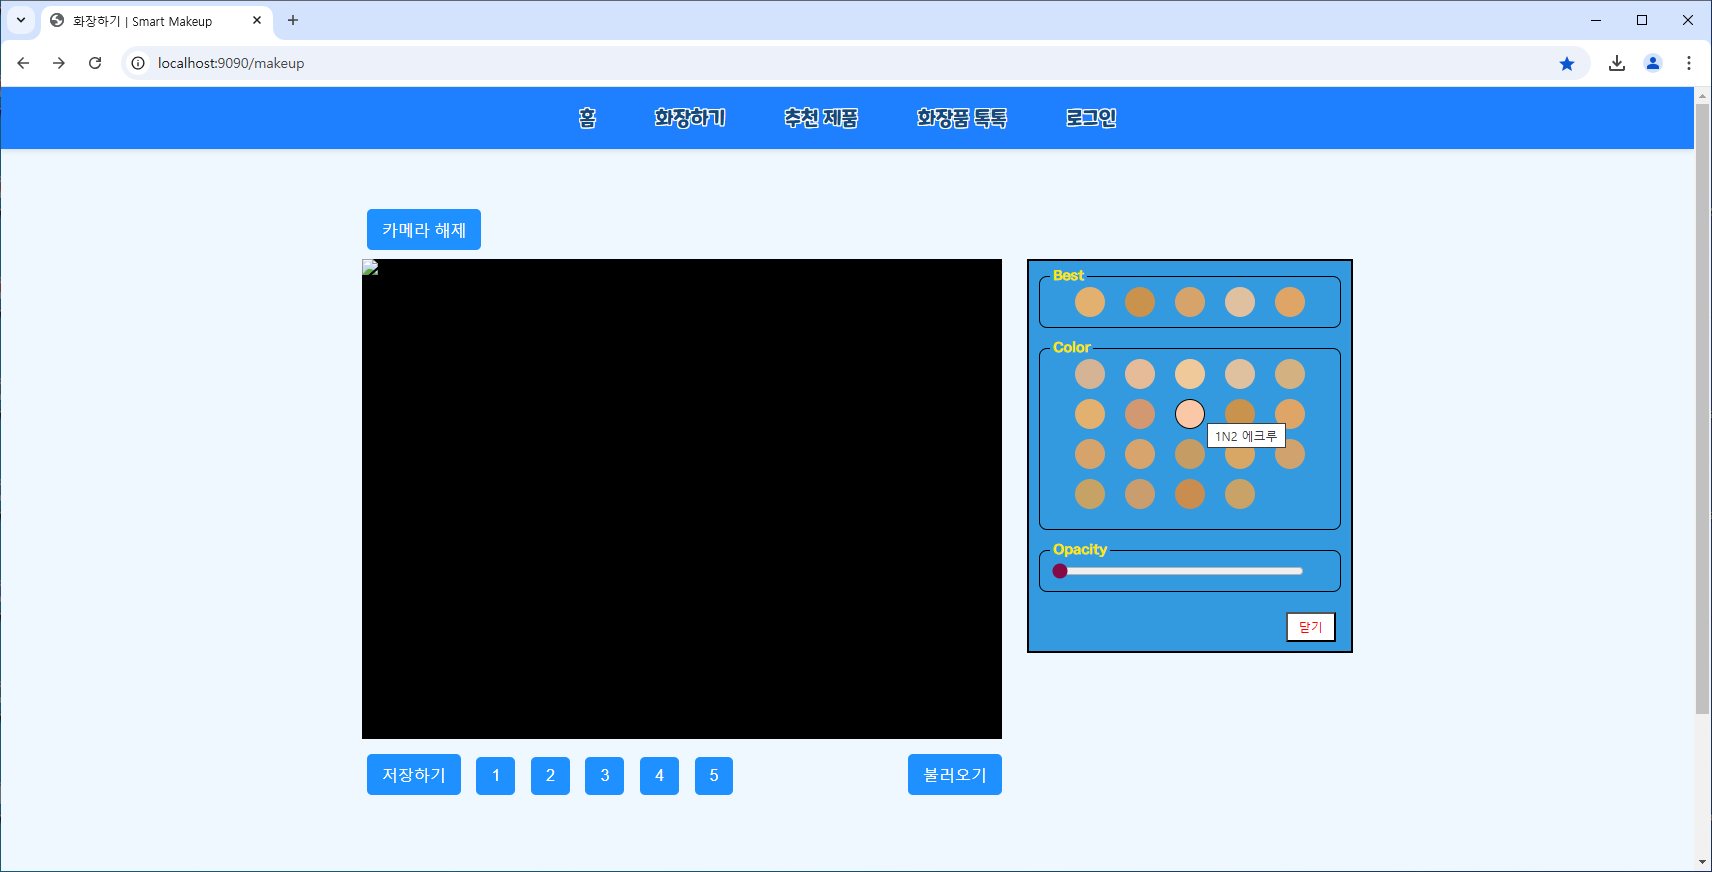 화장하기 | Smart Makeup
localhost:9090/makeup
홈 화장하기 추천 제품 화장품 톡톡 로그인
카메라 해제
Best
Color
1N2 에크루
Opacity
닫기
저장하기 1 2 3 4 5 불러오기